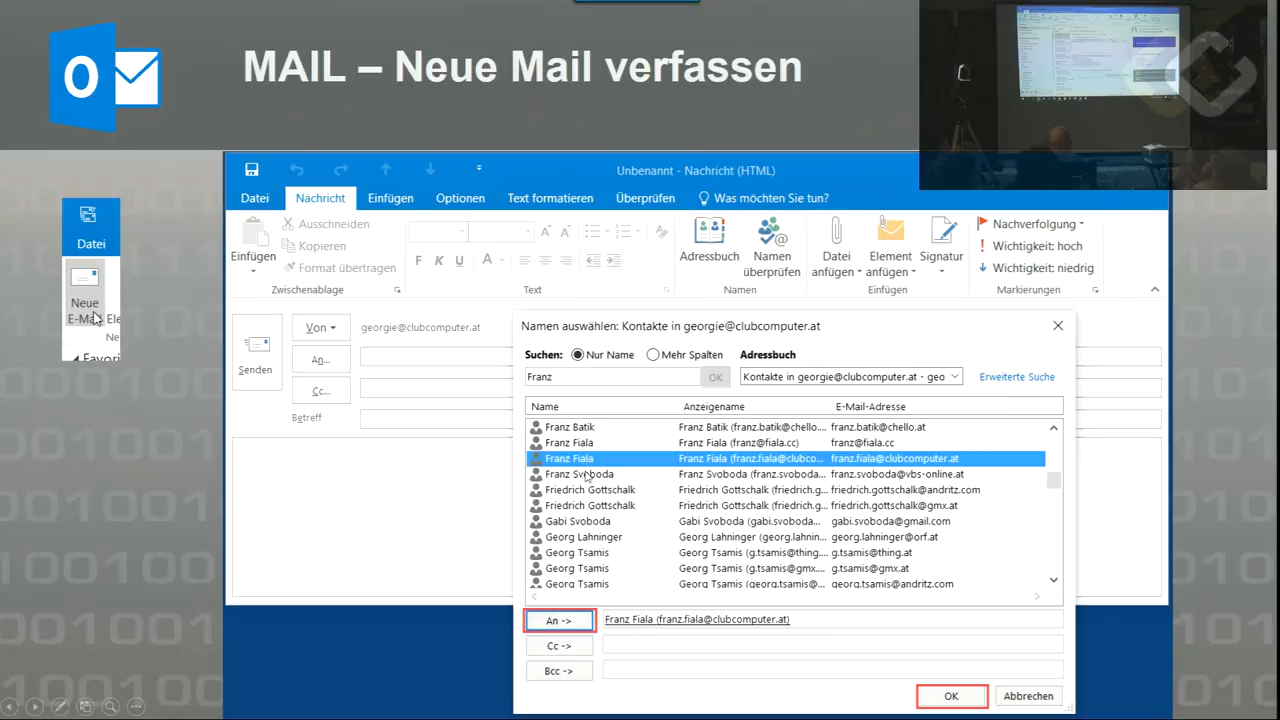 MAIL – Neue Mail verfassen
Unbenannt - Nachricht (HTML)
Datei Nachricht Einfügen Optionen Text formatieren Überprüfen Was möchten Sie tun?
Datei
Neue
E-Ma Ele
Ne
Favori
Einfügen
Ausschneiden
Kopieren
Format übertragen
Zwischenablage
F K U A
Text
Adressbuch
Namen
überprüfen
Namen
Datei
anfügen
Element
anfügen
Signatur
Einfügen
Nachverfolgung
Wichtigkeit: hoch
Wichtigkeit: niedrig
Markierungen
Senden
Von georgie@clubcomputer.at
An...
Cc...
Betreff
Namen auswählen: Kontakte in georgie@clubcomputer.at
Suchen: Nur Name Mehr Spalten Adressbuch
Franz OK Kontakte in georgie@clubcomputer.at - geo Erweiterte Suche
Name Anzeigename E-Mail-Adresse
Franz Batik Franz Batik (franz.batik@chello.... franz.batik@chello.at
Franz Fiala Franz Fiala (franz@fiala.cc) franz@fiala.cc
Franz Fiala Franz Fiala (franz.fiala@clubco... franz.fiala@clubcomputer.at
Franz Svoboda Franz Svoboda (franz.svoboda... franz.svoboda@vbs-online.at
Friedrich Gottschalk Friedrich Gottschalk (friedrich.g... friedrich.gottschalk@andritz.com
Friedrich Gottschalk Friedrich Gottschalk (friedrich.g... friedrich.gottschalk@gmx.at
Gabi Svoboda Gabi Svoboda (gabi.svoboda... gabi.svoboda@gmail.com
Georg Lahninger Georg Lahninger (georg.lahnin... georg.lahninger@orf.at
Georg Tsamis Georg Tsamis (g.tsamis@thing.... g.tsamis@thing.at
Georg Tsamis Georg Tsamis (g.tsamis@gmx.... g.tsamis@gmx.at
Georg Tsamis Georg Tsamis (georg.tsamis@... georg.tsamis@andritz.com
An -> Franz Fiala (franz.fiala@clubcomputer.at)
Cc ->
Bcc ->
OK Abbrechen